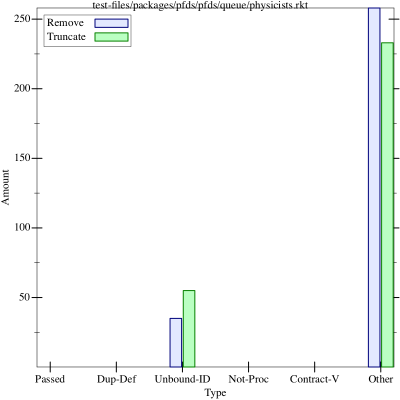 test-files/packages/pfds/pfds/queue/physicists.rkt
Remove
Truncate
250
200
150
100
50
Amount
Passed Dup-Def Unbound-ID Not-Proc Contract-V Other
Type